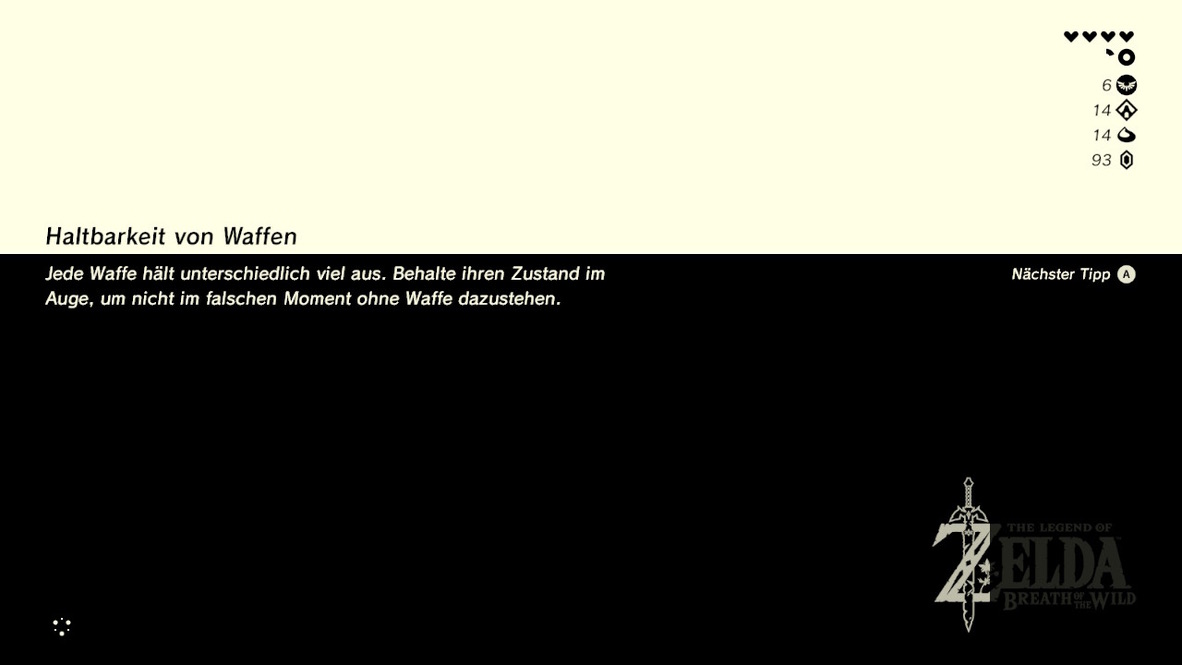 6
14
14
93
Haltbarkeit von Waffen
Jede Waffe hält unterschiedlich viel aus. Behalte ihren Zustand im
Auge, um nicht im falschen Moment ohne Waffe dazustehen.
Nächster Tipp A
THE LEGEND OF
ZELDA
BREATH OF THE WILD